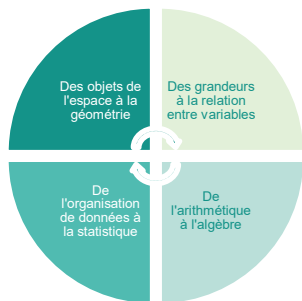 Des objets de
l'espace à la
géométrie
Des grandeurs
à la relation
entre variables
De
l'organisation
de données à
la statistique
De
l'arithmétique
à l'algèbre